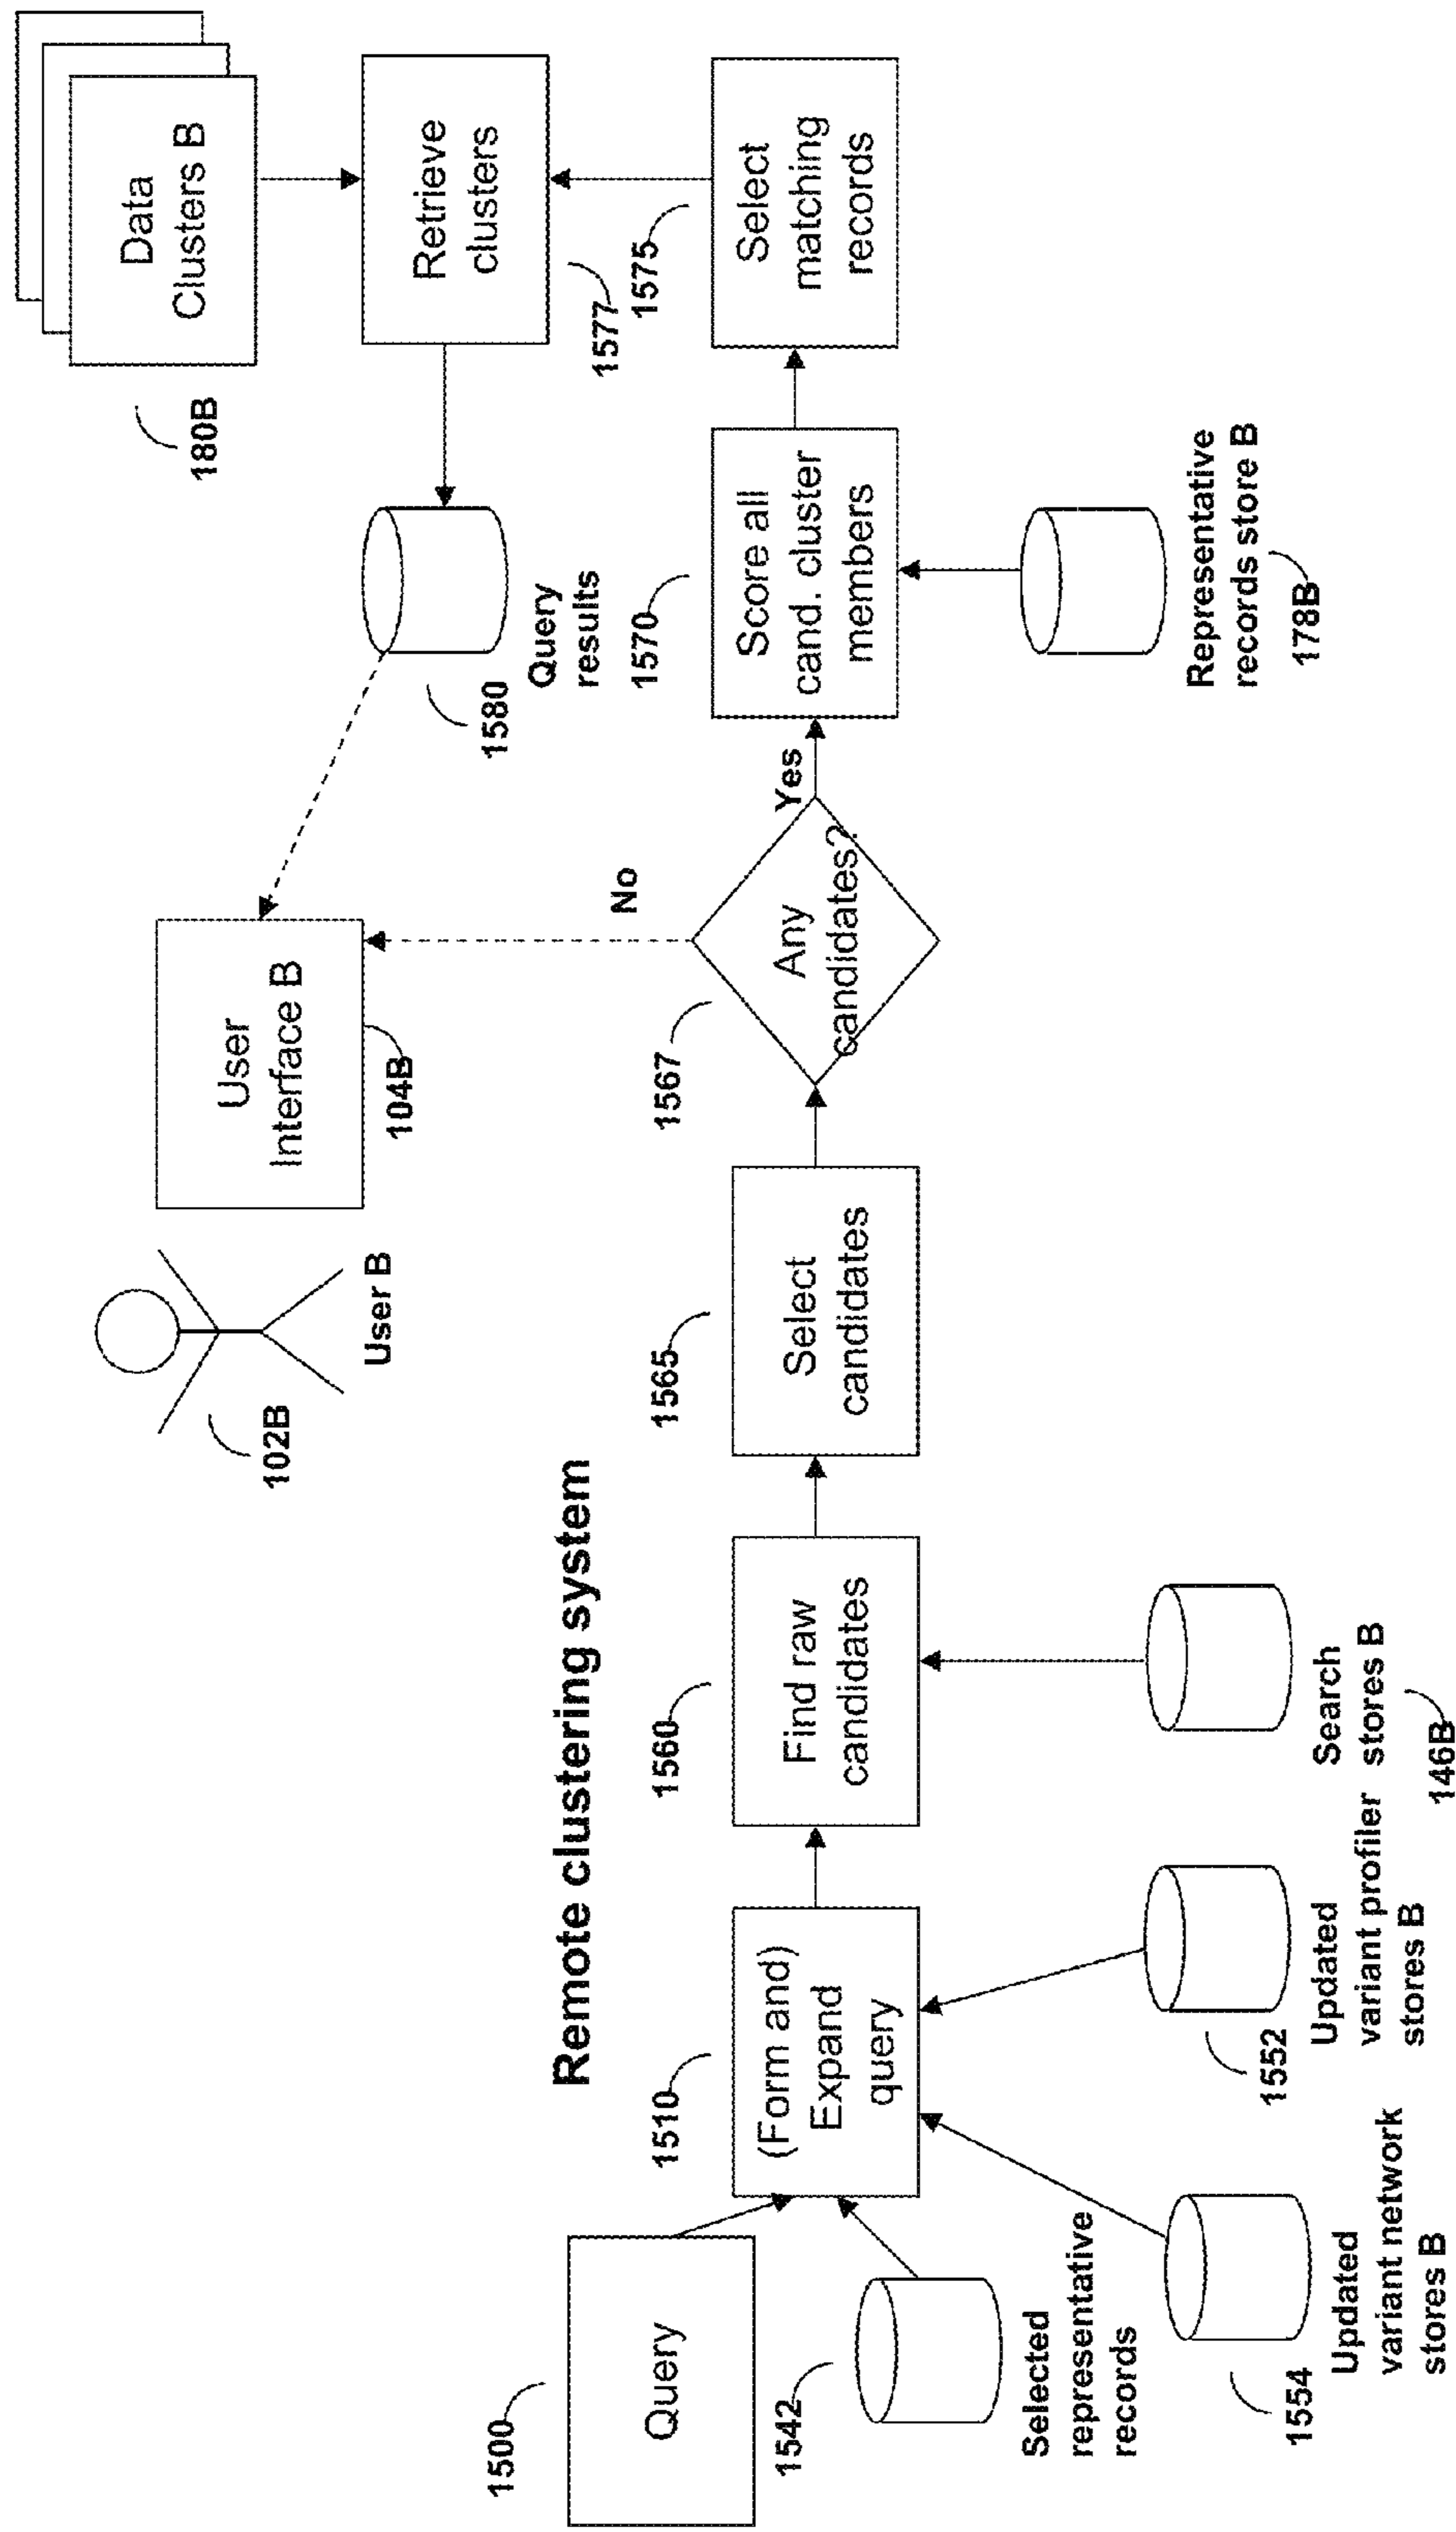 Data
Clusters B
180B
User
Interface B
104B
User B
102B
Retrieve
clusters
1577
1580
Query
results
Remote clustering system
No
1575
Select
matching
records
1570
Score all
cand. cluster
members
Yes
1567
Any
candidates?
1565
Select
candidates
1560
Find raw
candidates
1510
(Form and)
Expand
query
1500
Query
1542
Selected
representative
records
1554
Updated
variant network
stores B
1552
Updated
variant profiler
stores B
Search
stores B
146B
Representative
records store B
178B